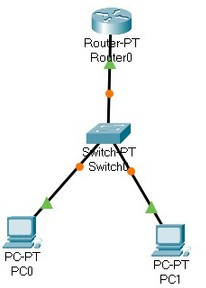 Router-PT
Router0
Switch-PT
Switch0
PC-PT
PC0
PC-PT
PC1